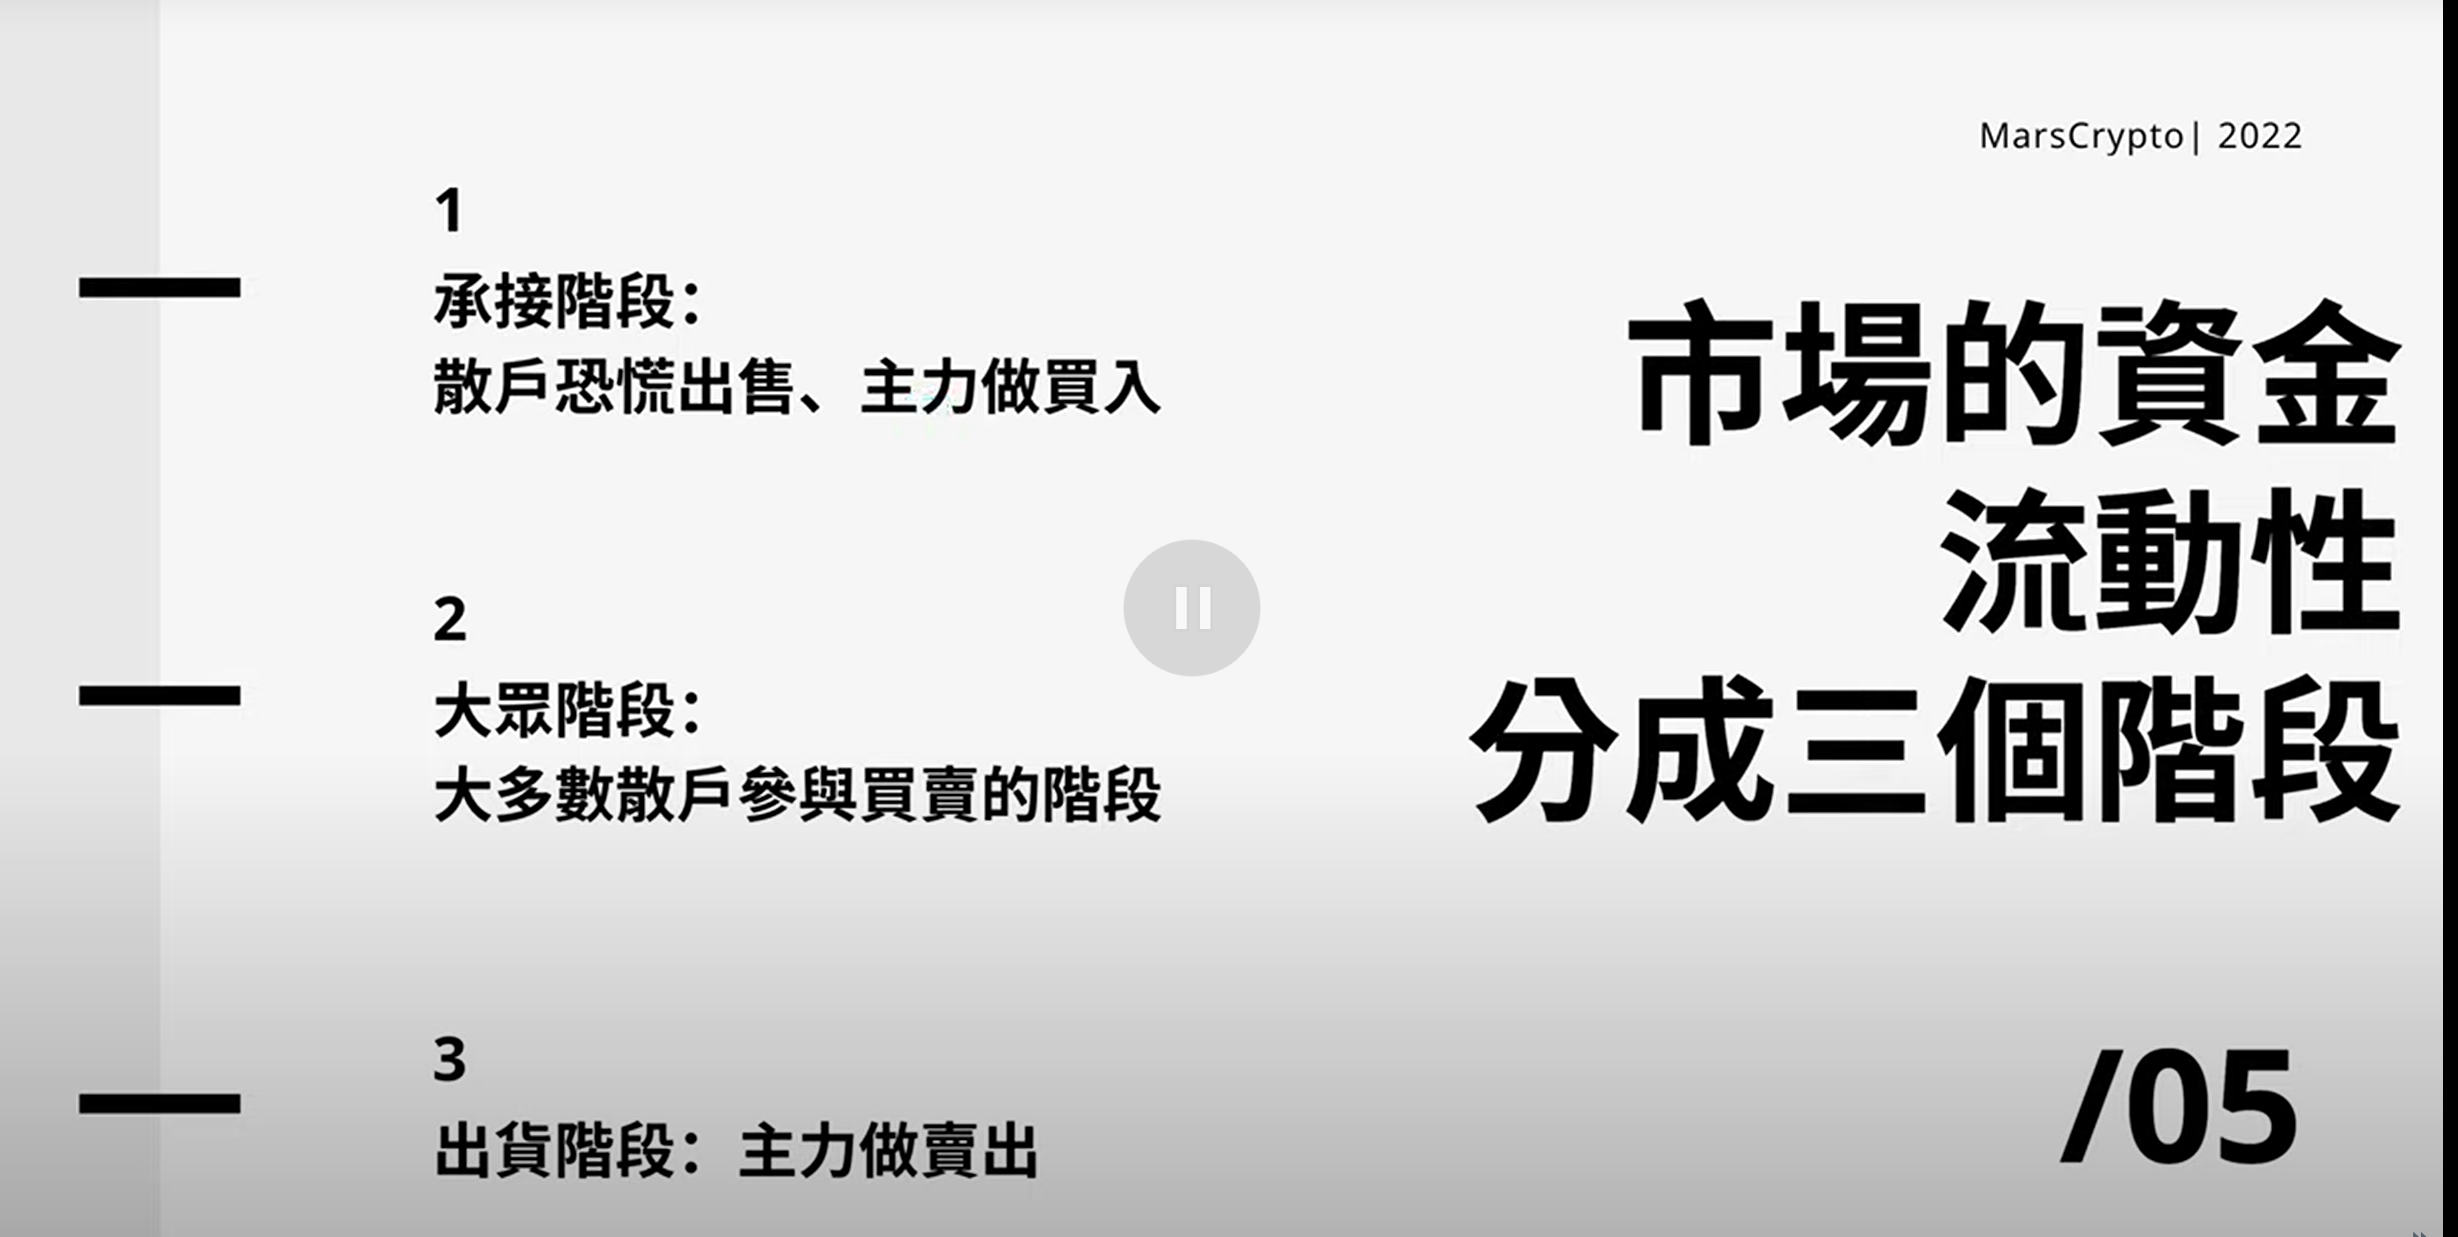 MarsCrypto| 2022
市場的資金
流動性
分成三個階段
1
承接階段：
散戶恐慌出售、主力做買入
2
大眾階段：
大多數散戶參與買賣的階段
3
出貨階段：主力做賣出
/05